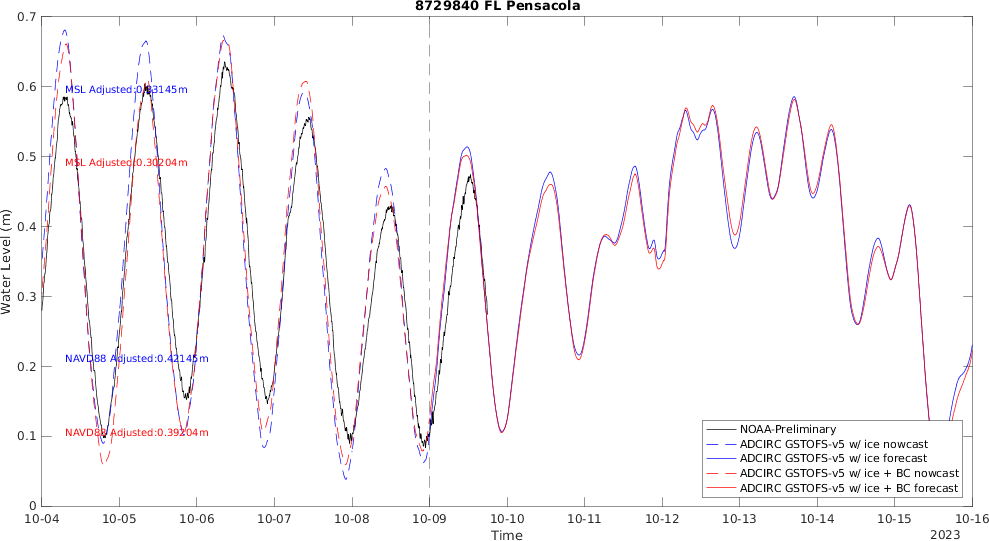 8729840 FL Pensacola
0.7
0.6
0.5
0.4
0.3
0.2
0.1
0
Water Level (m)
MSL Adjusted:0.33145m
MSL Adjusted:0.30204m
NAVD88 Adjusted:0.42145m
NAVD88 Adjusted:0.39204m
NOAA-Preliminary
ADCIRC GSTOFS-v5 w/ ice nowcast
ADCIRC GSTOFS-v5 w/ ice forecast
ADCIRC GSTOFS-v5 w/ ice + BC nowcast
ADCIRC GSTOFS-v5 w/ ice + BC forecast
10-04 10-05 10-06 10-07 10-08 10-09 10-10 10-11 10-12 10-13 10-14 10-15 10-16
Time
2023